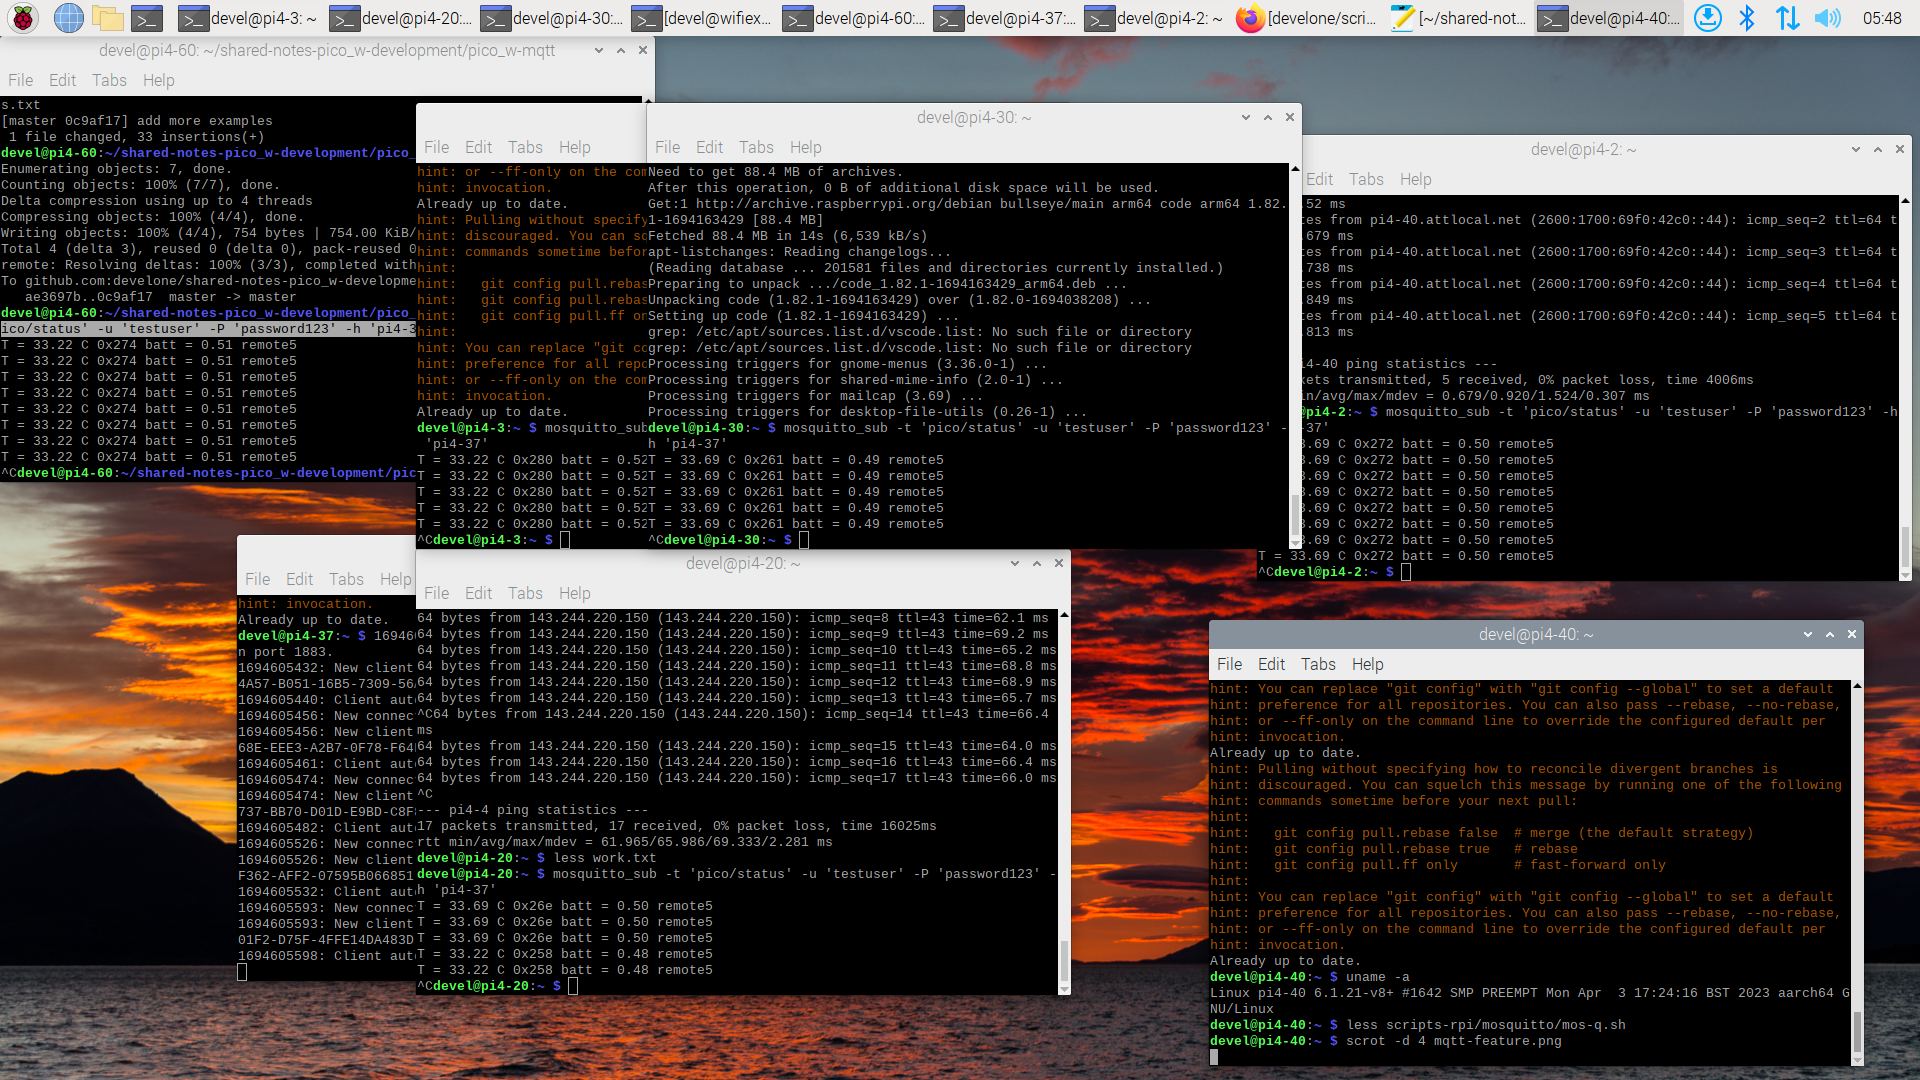 devel@pi4-3: ~
devel@pi4-20:...
devel@pi4-30:...
[devel@wifiex...
devel@pi4-60:...
devel@pi4-37:...
devel@pi4-2: ~
[develone/scri...
[~/shared-not...
devel@pi4-40:...
05:48
devel@pi4-60: ~/shared-notes-pico_w-development/pico_w-mqtt
File Edit Tabs Help
s.txt
[master 0c9af17] add more examples
1 file changed, 33 insertions(+)
devel@pi4-60:~/shared-notes-pico_w-development/pico_
Enumerating objects: 7, done.
Counting objects: 100% (7/7), done.
Delta compression using up to 4 threads
Compressing objects: 100% (4/4), done.
Writing objects: 100% (4/4), 754 bytes | 754.00 KiB/
Total 4 (delta 3), reused 0 (delta 0), pack-reused 0
remote: Resolving deltas: 100% (3/3), completed with
To github.com:develone/shared-notes-pico_w-developme
ae3697b..0c9af17  master -> master
devel@pi4-60:~/shared-notes-pico_w-development/pico_
ico/status' -u 'testuser' -P 'password123' -h 'pi4-3
T = 33.22 C 0x274 batt = 0.51 remote5
T = 33.22 C 0x274 batt = 0.51 remote5
T = 33.22 C 0x274 batt = 0.51 remote5
T = 33.22 C 0x274 batt = 0.51 remote5
T = 33.22 C 0x274 batt = 0.51 remote5
T = 33.22 C 0x274 batt = 0.51 remote5
T = 33.22 C 0x274 batt = 0.51 remote5
T = 33.22 C 0x274 batt = 0.51 remote5
^Cdevel@pi4-60:~/shared-notes-pico_w-development/pic
File Edit Tabs Help
hint: or --ff-only on the com
hint: invocation.
Already up to date.
hint: Pulling without specify
hint: discouraged. You can so
hint: commands sometime befor
hint:
hint:   git config pull.rebas
hint:   git config pull.rebas
hint:   git config pull.ff on
hint:
hint: You can replace "git co
hint: preference for all repo
hint: or --ff-only on the com
hint: invocation.
Already up to date.
devel@pi4-3:~ $ mosquitto_sub
'pi4-37'
T = 33.22 C 0x280 batt = 0.52
T = 33.22 C 0x280 batt = 0.52
T = 33.22 C 0x280 batt = 0.52
T = 33.22 C 0x280 batt = 0.52
T = 33.22 C 0x280 batt = 0.52
^Cdevel@pi4-3:~ $
devel@pi4-30: ~
File Edit Tabs Help
Need to get 88.4 MB of archives.
After this operation, 0 B of additional disk space will be used.
Get:1 http://archive.raspberrypi.org/debian bullseye/main arm64 code arm64 1.82.
1-1694163429 [88.4 MB]
Fetched 88.4 MB in 14s (6,539 kB/s)
apt-listchanges: Reading changelogs...
(Reading database ... 201581 files and directories currently installed.)
Preparing to unpack .../code_1.82.1-1694163429_arm64.deb ...
Unpacking code (1.82.1-1694163429) over (1.82.0-1694038208) ...
Setting up code (1.82.1-1694163429) ...
grep: /etc/apt/sources.list.d/vscode.list: No such file or directory
grep: /etc/apt/sources.list.d/vscode.list: No such file or directory
Processing triggers for gnome-menus (3.36.0-1) ...
Processing triggers for shared-mime-info (2.0-1) ...
Processing triggers for mailcap (3.69) ...
Processing triggers for desktop-file-utils (0.26-1) ...
devel@pi4-30:~ $ mosquitto_sub -t 'pico/status' -u 'testuser' -P 'password123' -
h 'pi4-37'
T = 33.69 C 0x261 batt = 0.49 remote5
T = 33.69 C 0x261 batt = 0.49 remote5
T = 33.69 C 0x261 batt = 0.49 remote5
T = 33.69 C 0x261 batt = 0.49 remote5
T = 33.69 C 0x261 batt = 0.49 remote5
^Cdevel@pi4-30:~ $
devel@pi4-2: ~
Edit Tabs Help
.52 ms
tes from pi4-40.attlocal.net (2600:1700:69f0:42c0::44): icmp_seq=2 ttl=64 t
.679 ms
tes from pi4-40.attlocal.net (2600:1700:69f0:42c0::44): icmp_seq=3 ttl=64 t
.738 ms
tes from pi4-40.attlocal.net (2600:1700:69f0:42c0::44): icmp_seq=4 ttl=64 t
.849 ms
tes from pi4-40.attlocal.net (2600:1700:69f0:42c0::44): icmp_seq=5 ttl=64 t
.813 ms
i4-40 ping statistics ---
kets transmitted, 5 received, 0% packet loss, time 4006ms
in/avg/max/mdev = 0.679/0.920/1.524/0.307 ms
@pi4-2:~ $ mosquitto_sub -t 'pico/status' -u 'testuser' -P 'password123' -h
-37'
3.69 C 0x272 batt = 0.50 remote5
3.69 C 0x272 batt = 0.50 remote5
3.69 C 0x272 batt = 0.50 remote5
3.69 C 0x272 batt = 0.50 remote5
3.69 C 0x272 batt = 0.50 remote5
3.69 C 0x272 batt = 0.50 remote5
3.69 C 0x272 batt = 0.50 remote5
T = 33.69 C 0x272 batt = 0.50 remote5
^Cdevel@pi4-2:~ $
File Edit Tabs Help
hint: invocation.
Already up to date.
devel@pi4-37:~ $ 169460
n port 1883.
1694605432: New client
4A57-B051-16B5-7309-56
1694605440: Client aut
1694605456: New connec
1694605456: New client
68E-EEE3-A2B7-0F78-F64
1694605461: Client aut
1694605474: New connec
1694605474: New client
737-BB70-D01D-E9BD-C8F
1694605482: Client aut
1694605526: New connec
1694605526: New client
F362-AFF2-07595B066851
1694605532: Client aut
1694605593: New connec
1694605593: New client
01F2-D75F-4FFE14DA483D
1694605598: Client aut
devel@pi4-20: ~
File Edit Tabs Help
64 bytes from 143.244.220.150 (143.244.220.150): icmp_seq=8 ttl=43 time=62.1 ms
64 bytes from 143.244.220.150 (143.244.220.150): icmp_seq=9 ttl=43 time=69.2 ms
64 bytes from 143.244.220.150 (143.244.220.150): icmp_seq=10 ttl=43 time=65.2 ms
64 bytes from 143.244.220.150 (143.244.220.150): icmp_seq=11 ttl=43 time=68.8 ms
64 bytes from 143.244.220.150 (143.244.220.150): icmp_seq=12 ttl=43 time=68.9 ms
64 bytes from 143.244.220.150 (143.244.220.150): icmp_seq=13 ttl=43 time=65.7 ms
^C64 bytes from 143.244.220.150 (143.244.220.150): icmp_seq=14 ttl=43 time=66.4
ms
64 bytes from 143.244.220.150 (143.244.220.150): icmp_seq=15 ttl=43 time=64.0 ms
64 bytes from 143.244.220.150 (143.244.220.150): icmp_seq=16 ttl=43 time=66.4 ms
64 bytes from 143.244.220.150 (143.244.220.150): icmp_seq=17 ttl=43 time=66.0 ms
^C
--- pi4-4 ping statistics ---
17 packets transmitted, 17 received, 0% packet loss, time 16025ms
rtt min/avg/max/mdev = 61.965/65.986/69.333/2.281 ms
devel@pi4-20:~ $ less work.txt
devel@pi4-20:~ $ mosquitto_sub -t 'pico/status' -u 'testuser' -P 'password123' -
h 'pi4-37'
T = 33.69 C 0x26e batt = 0.50 remote5
T = 33.69 C 0x26e batt = 0.50 remote5
T = 33.69 C 0x26e batt = 0.50 remote5
T = 33.22 C 0x258 batt = 0.48 remote5
T = 33.22 C 0x258 batt = 0.48 remote5
^Cdevel@pi4-20:~ $
devel@pi4-40: ~
File Edit Tabs Help
hint: You can replace "git config" with "git config --global" to set a default
hint: preference for all repositories. You can also pass --rebase, --no-rebase,
hint: or --ff-only on the command line to override the configured default per
hint: invocation.
Already up to date.
hint: Pulling without specifying how to reconcile divergent branches is
hint: discouraged. You can squelch this message by running one of the following
hint: commands sometime before your next pull:
hint:
hint:   git config pull.rebase false  # merge (the default strategy)
hint:   git config pull.rebase true   # rebase
hint:   git config pull.ff only       # fast-forward only
hint:
hint: You can replace "git config" with "git config --global" to set a default
hint: preference for all repositories. You can also pass --rebase, --no-rebase,
hint: or --ff-only on the command line to override the configured default per
hint: invocation.
Already up to date.
devel@pi4-40:~ $ uname -a
Linux pi4-40 6.1.21-v8+ #1642 SMP PREEMPT Mon Apr  3 17:24:16 BST 2023 aarch64 G
NU/Linux
devel@pi4-40:~ $ less scripts-rpi/mosquitto/mos-q.sh
devel@pi4-40:~ $ scrot -d 4 mqtt-feature.png